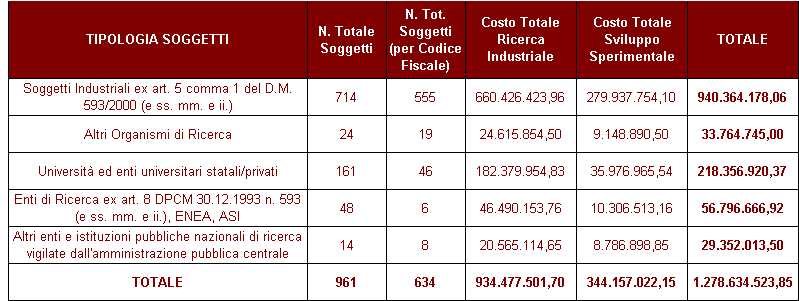 TIPOLOGIA SOGGETTI
N. Totale
Soggetti
N. Tot.
Soggetti
(per Codice
Fiscale)
Costo Totale
Ricerca
Industriale
Costo Totale
Sviluppo
Sperimentale
TOTALE
Soggetti Industriali ex art. 5 comma 1 del D.M.
593/2000 (e ss. mm. e ii.)
714
555
660.426.423,96
279.937.754,10
940.364.178,06
Altri Organismi di Ricerca
24
19
24.615.854,50
9.148.890,50
33.764.745,00
Università ed enti universitari statali/privati
161
46
182.379.954,83
35.976.965,54
218.356.920,37
Enti di Ricerca ex art. 8 DPCM 30.12.1993 n. 593
(e ss. mm. e ii.), ENEA, ASI
48
6
46.490.153,76
10.306.513,16
56.796.666,92
Altri enti e istituzioni pubbliche nazionali di ricerca
vigilate dall'amministrazione pubblica centrale
14
8
20.565.114,65
8.786.898,85
29.352.013,50
TOTALE
961
634
934.477.501,70
344.157.022,15
1.278.634.523,85